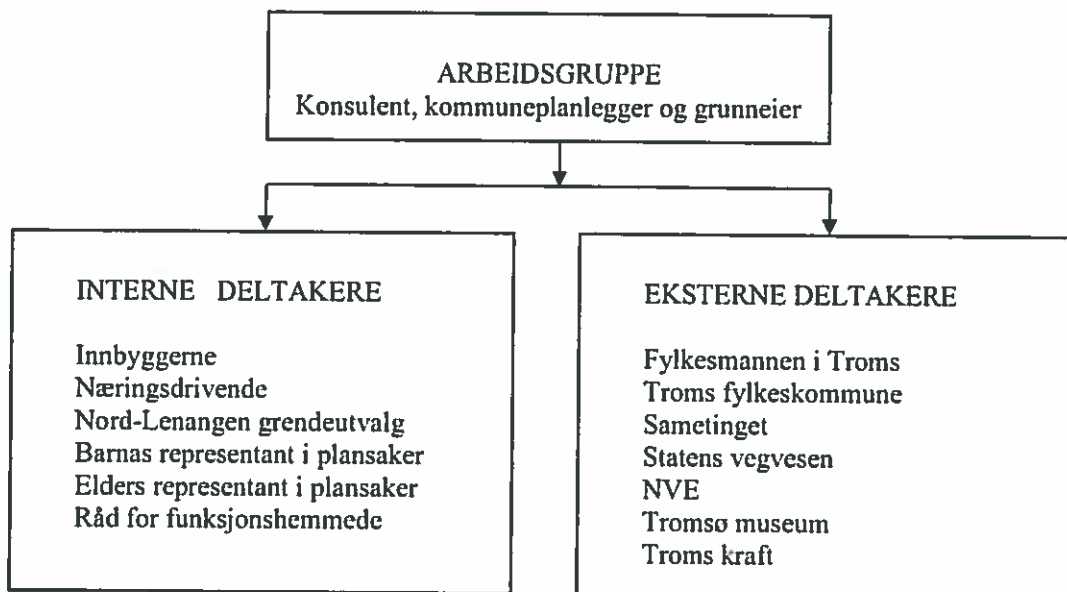 ARBEIDSGRUPPE
Konsulent, kommuneplanlegger og grunneier
INTERNE DELTAKERE
Innbyggerne
Næringsdrivende
Nord-Lenangen grendeutvalg
Barnas representant i plansaker
Elders representant i plansaker
Råd for funksjonshemmede
EKSTERNE DELTAKERE
Fylkesmannen i Troms
Troms fylkeskommune
Sametinget
Statens vegvesen
NVE
Tromsø museum
Troms kraft